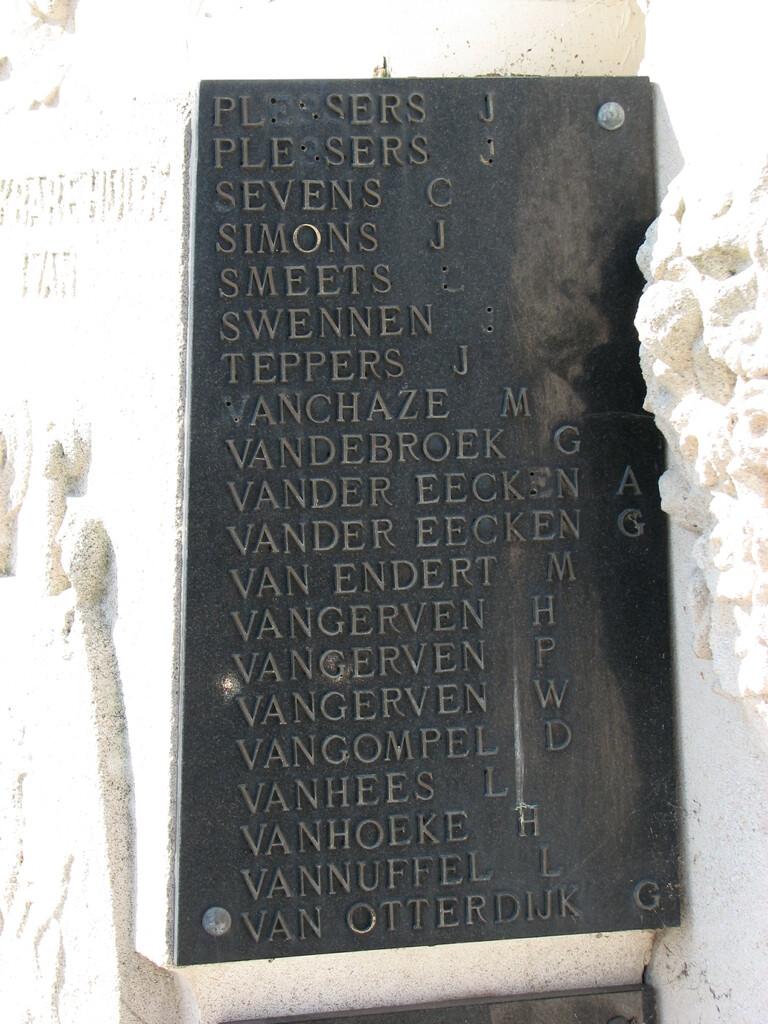 PLESSERS J
PLESSERS J
SEVENS C
SIMONS J
SMEETS L
SWENNEN
TEPPERS J
VANCHAZE M
VANDEBROEK G
VANDER EECKEN A
VANDER EECKEN G
VAN ENDERT M
VANGERVEN H
VANGERVEN P
VANGERVEN W
VANGOMPEL D
VANHEES L
VANHOEKE H
VANNUFFEL L
VAN OTTERDIJK G